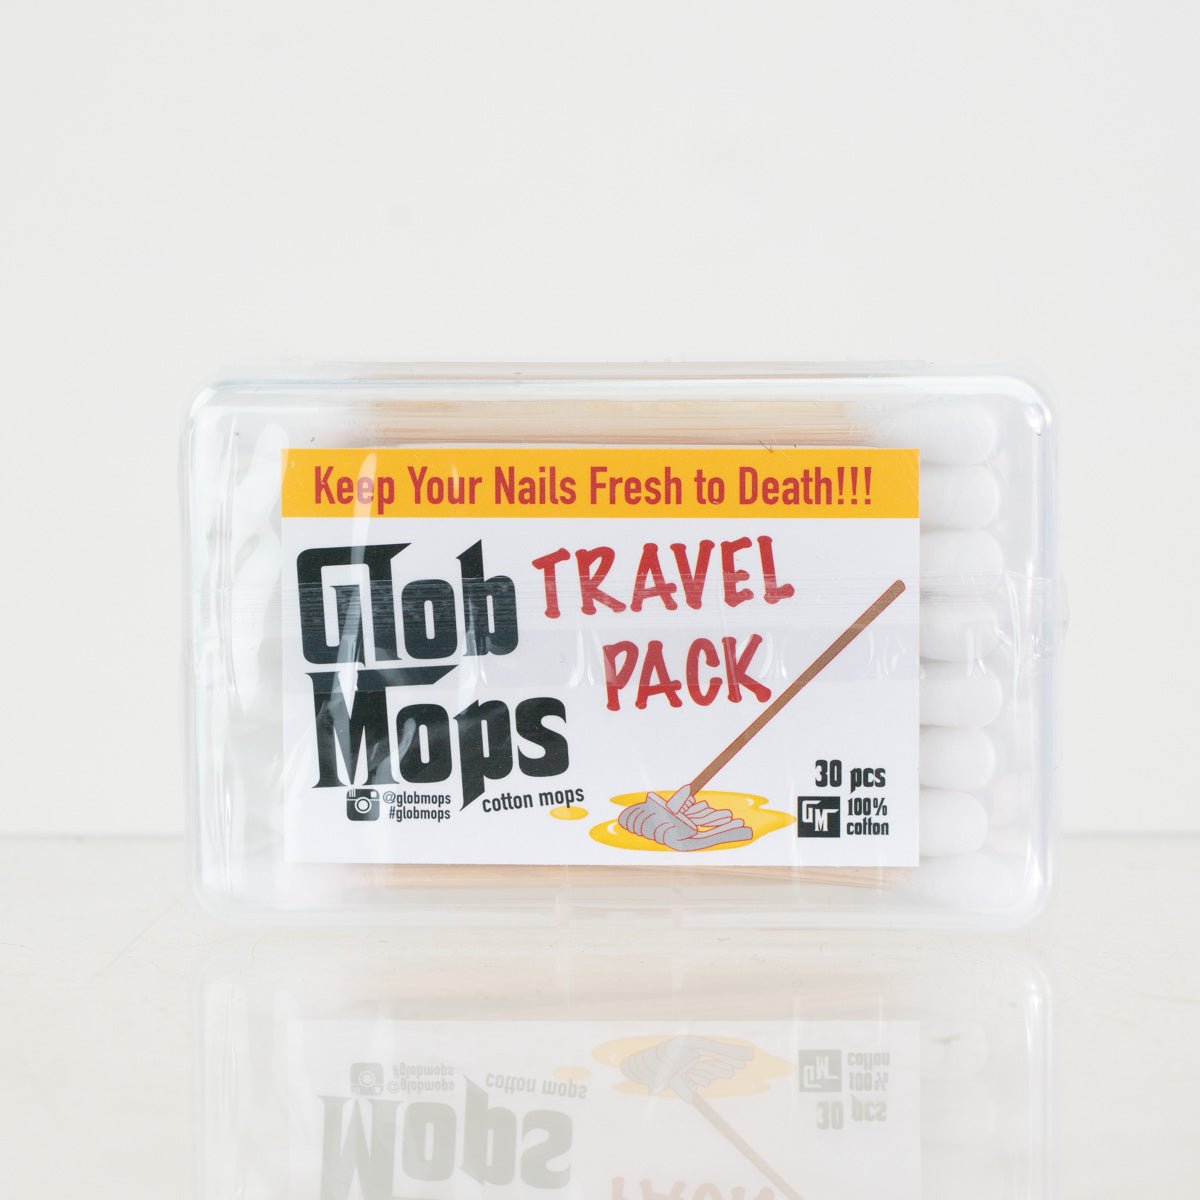 Keep Your Nails Fresh to Death!!!
Glob
Mops
TRAVEL
PACK
@globmops
#globmops
cotton mops
30 pcs
GM
100%
cotton